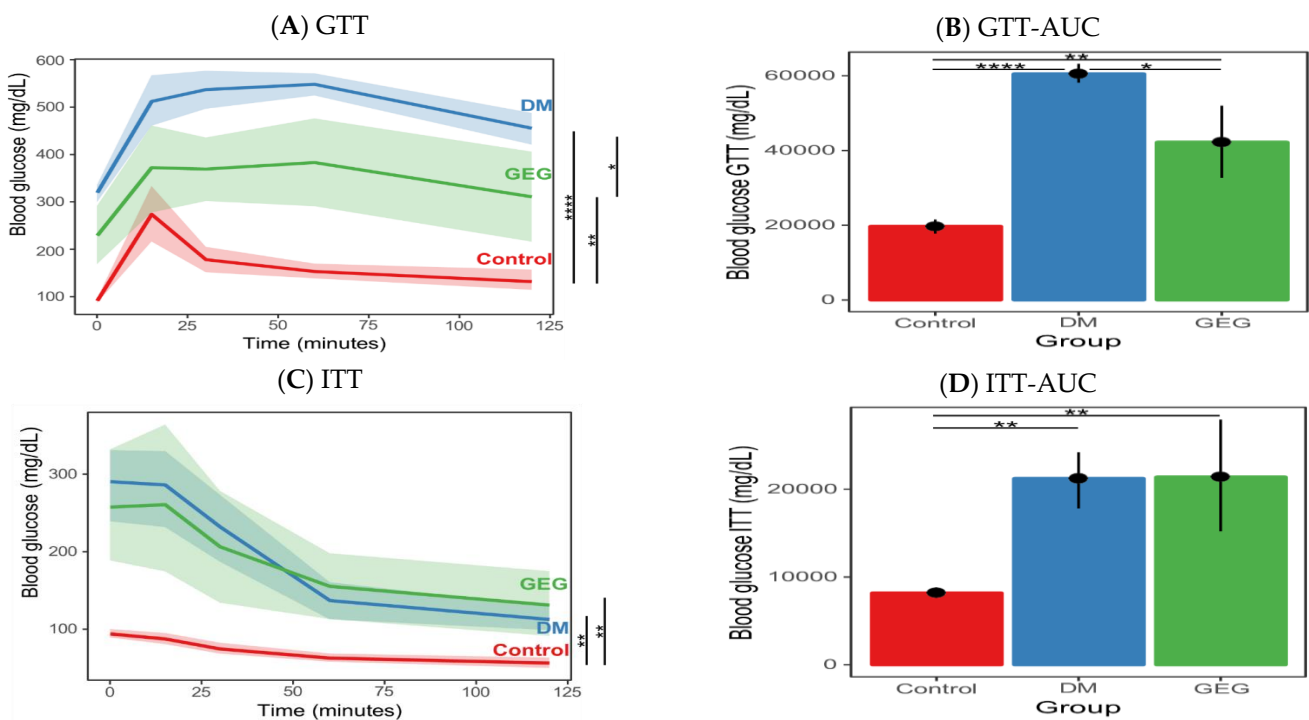 (A) GTT
Blood glucose (mg/dL)
600
500
400
300
200
100
DM
GEG
Control
****
**
*
0
25
50
75
100
125
Time (minutes)
(B) GTT-AUC
Blood glucose GTT (mg/dL)
60000
40000
20000
0
**
****
*
Control
DM
GEG
Group
(C) ITT
Blood glucose (mg/dL)
300
200
100
GEG
DM
Control
**
**
0
25
50
75
100
125
Time (minutes)
(D) ITT-AUC
Blood glucose ITT (mg/dL)
20000
10000
0
**
**
Control
DM
GEG
Group